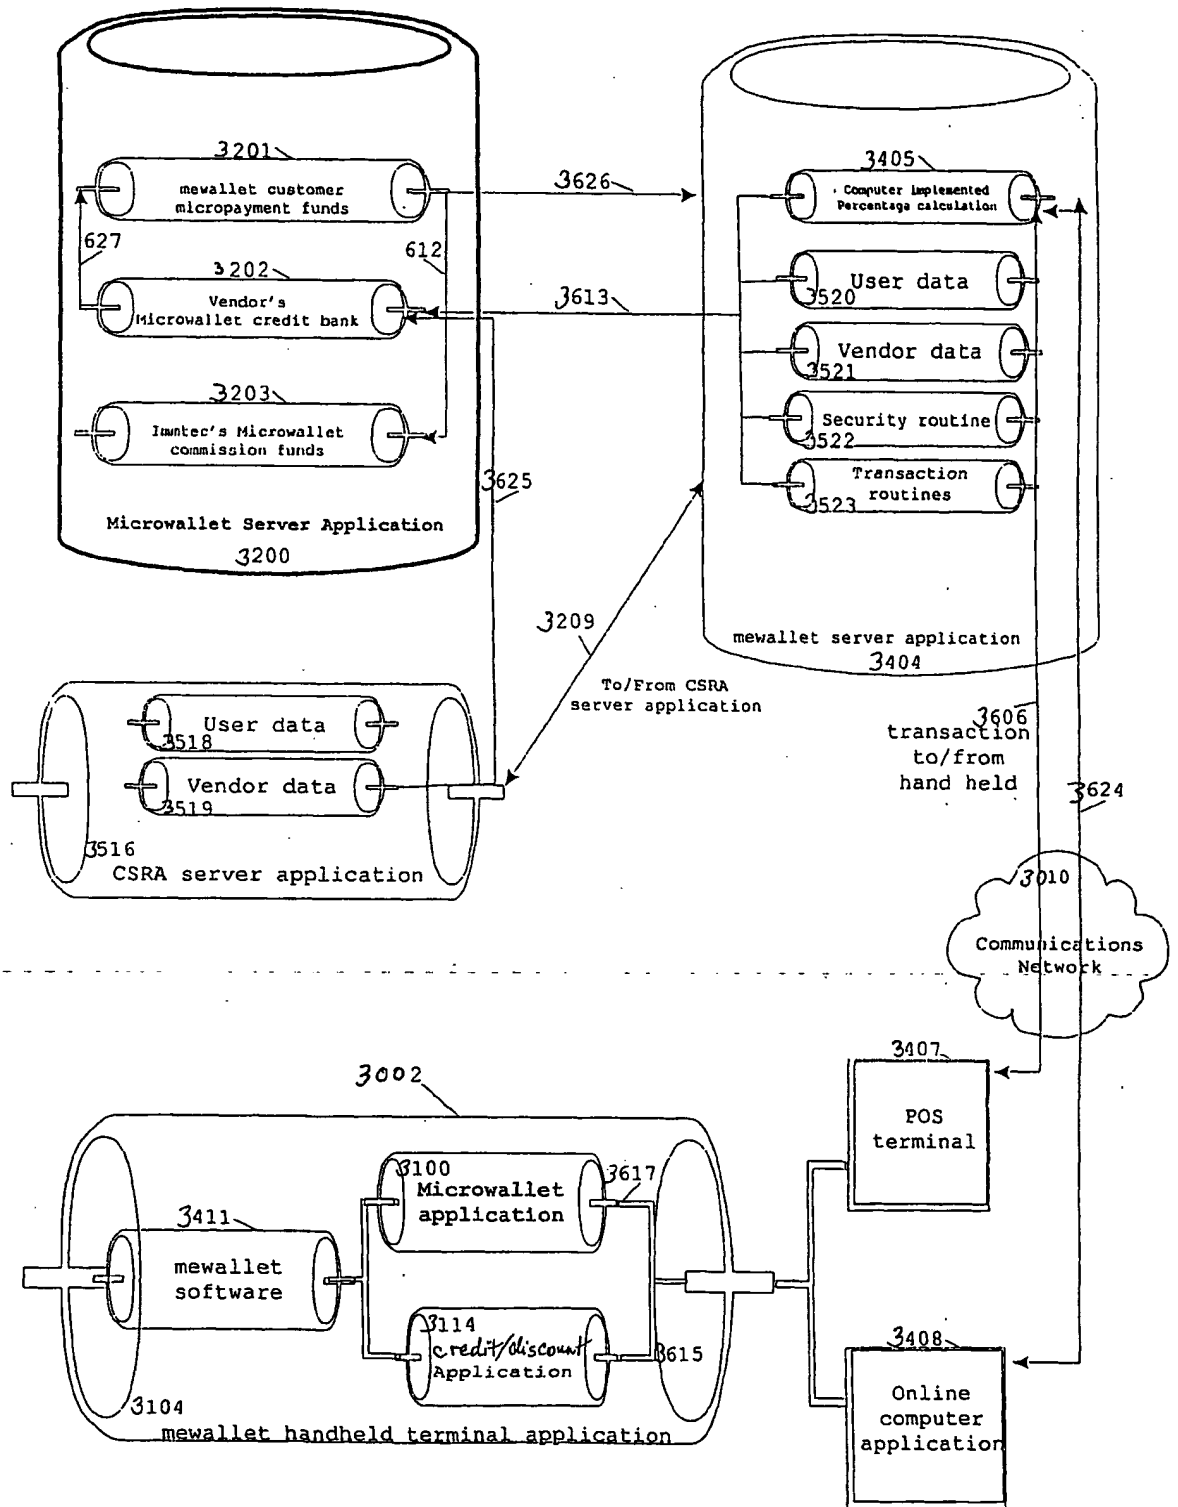 3201
mewallet customer
micropayment funds
627
612
3202
Vendor's
Microwallet credit bank
3203
Imntec's Microwallet
commission funds
Microwallet Server Application
3200
3626
3613
3625
3209
To/From CSRA
server application
3405
Computer implemented
Percentage calculation
User data
3520
Vendor data
3521
Security routine
3522
Transaction
routines
3523
mewallet server application
3404
User data
3518
Vendor data
3519
3516
CSRA server application
3606
transaction
to/from
hand held
3624
3010
Communications
Network
3002
3100
Microwallet
application
3617
3411
mewallet
software
3114
credit/discount
Application
3615
3104
mewallet handheld terminal application
3407
POS
terminal
3408
Online
computer
application